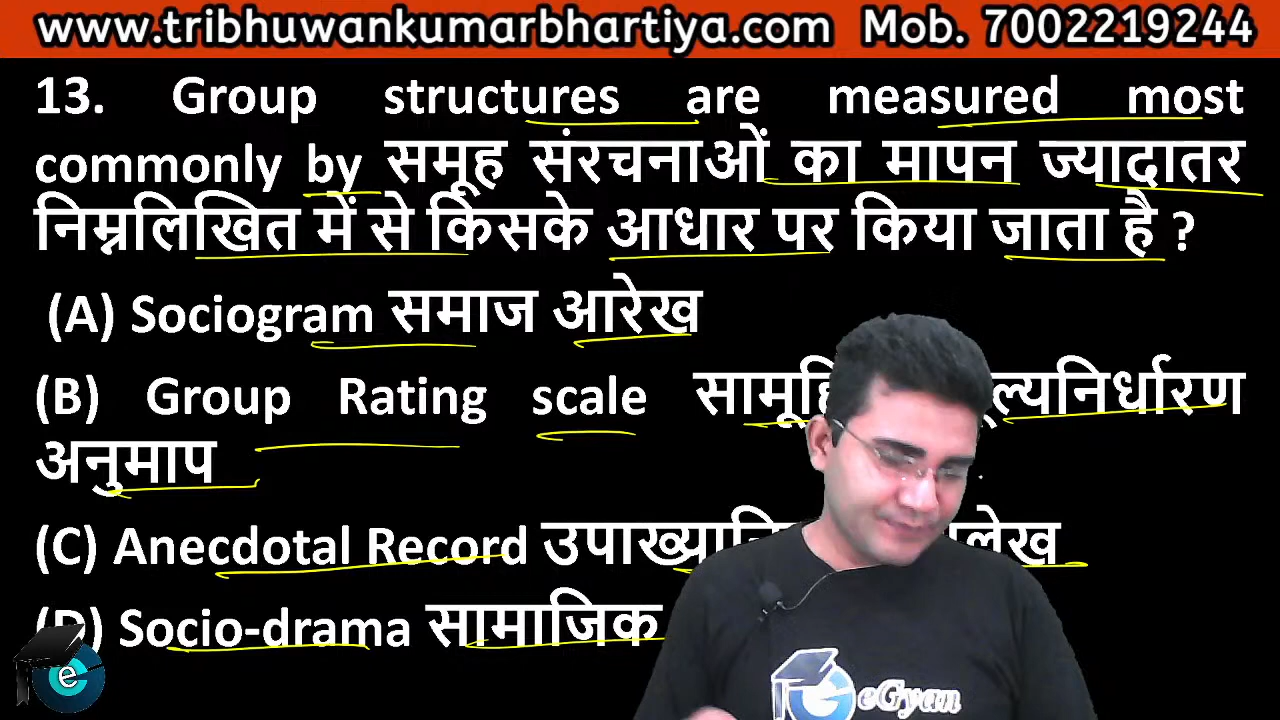 www.tribhuwankumarbhartiya.com Mob. 7002219244
13. Group structures are measured most
commonly by समूह संरचनाओं का मापन ज्यादातर
निम्नलिखित में से किसके आधार पर किया जाता है ?
(A) Sociogram समाज आरेख
(B) Group Rating scale
अनुमाप
(C) Anecdotal Record
(D) Socio-drama सामाजिक
e
eGyan